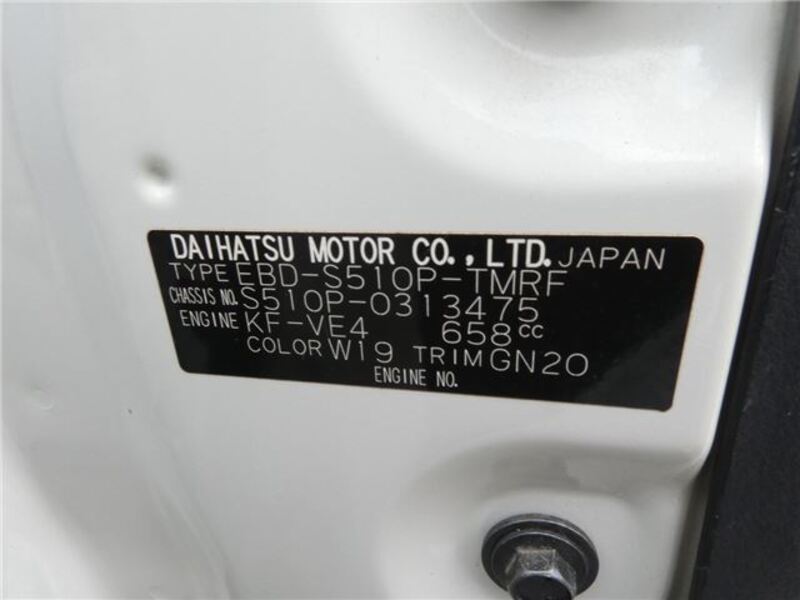 DAIHATSU MOTOR CO., LTD. JAPAN
TYPE EBD-S510P-TMRF
CHASSIS NO. S510P-0313475
ENGINE KF-VE4 658cc
COLOR W19 TRIM GN20
ENGINE NO.